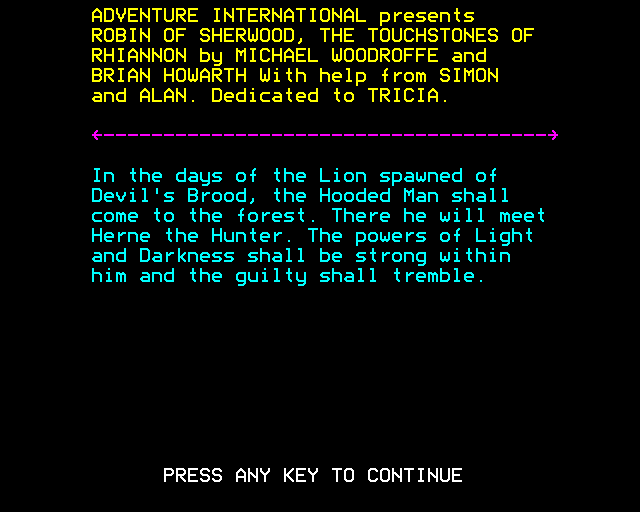 ADVENTURE INTERNATIONAL presents
ROBIN OF SHERWOOD, THE TOUCHSTONES OF
RHIANNON by MICHAEL WOODROFFE and
BRIAN HOWARTH With help from SIMON
and ALAN. Dedicated to TRICIA.
In the days of the Lion spawned of
Devil's Brood, the Hooded Man shall
come to the forest. There he will meet
Herne the Hunter. The powers of Light
and Darkness shall be strong within
him and the guilty shall tremble.
PRESS ANY KEY TO CONTINUE